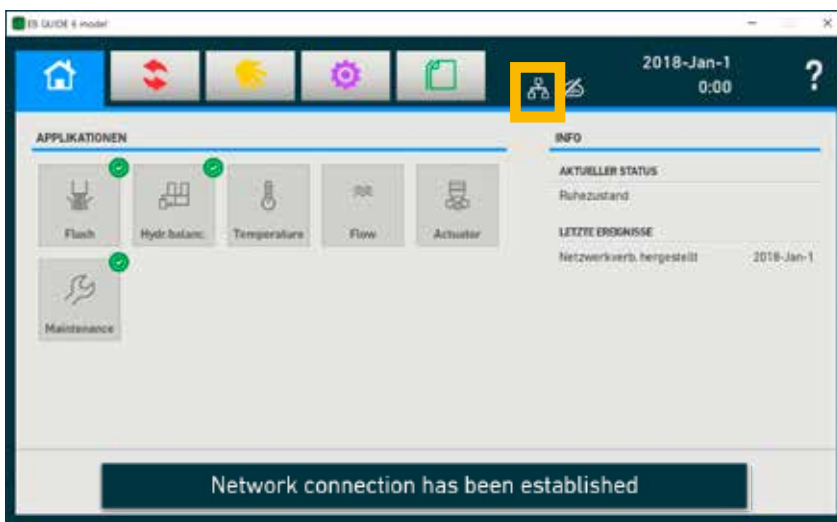 ES GUIDE 6 model
2018-Jan-1
0:00
?
APPLIKATIONEN
INFO
Flush
Hydr.balanc.
Temperature
Flow
Actuator
Maintenance
AKTUELLER STATUS
Ruhezustand
LETZTE EREIGNISSE
Netzwerkverb. hergestellt 2018-Jan-1
Network connection has been established